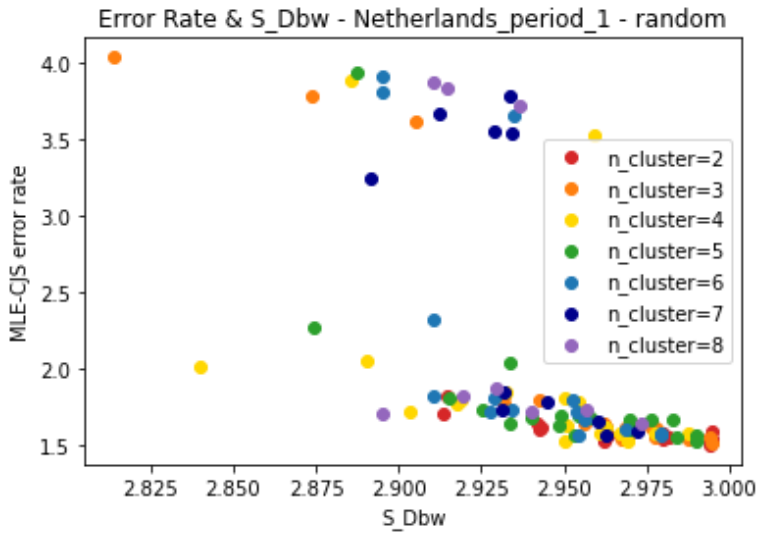 Error Rate & S_Dbw - Netherlands_period_1 - random
MLE-CJS error rate
4.0
3.5
3.0
2.5
2.0
1.5
n_cluster=2
n_cluster=3
n_cluster=4
n_cluster=5
n_cluster=6
n_cluster=7
n_cluster=8
2.825 2.850 2.875 2.900 2.925 2.950 2.975 3.000
S_Dbw